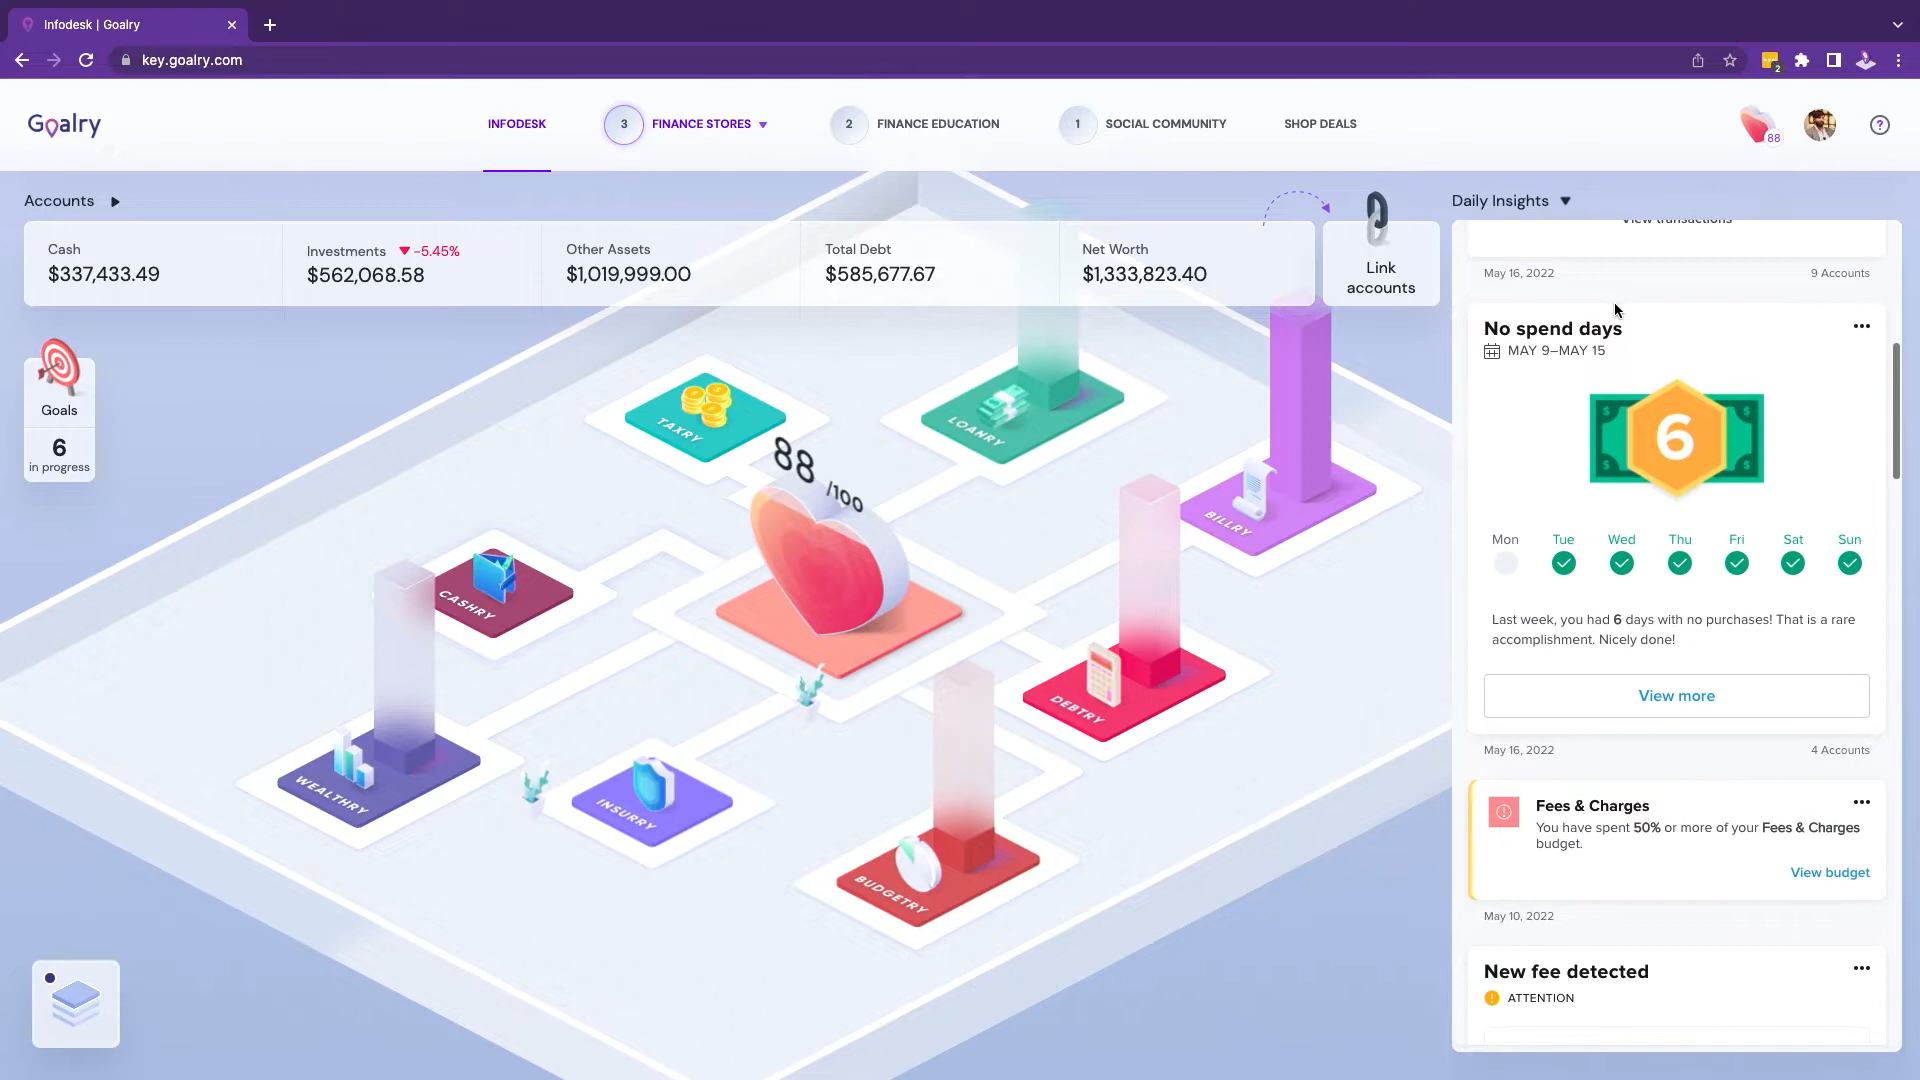 Infodesk | Goalry
key.goalry.com
2
Goalry
INFODESK
3 FINANCE STORES
2 FINANCE EDUCATION
1 SOCIAL COMMUNITY
SHOP DEALS
88
?
Accounts
Cash
$337,433.49
Investments -5.45%
$562,068.58
Other Assets
$1,019,999.00
Total Debt
$585,677.67
Net Worth
$1,333,823.40
Link
accounts
Goals
6
in progress
TAXRY
LOANRY
BILLRY
88 /100
CASHRY
DEBTRY
WEALTHRY
INSURRY
BUDGETRY
Daily Insights
View transactions
May 16, 2022 9 Accounts
No spend days
MAY 9–MAY 15
6
Mon Tue Wed Thu Fri Sat Sun
Last week, you had 6 days with no purchases! That is a rare
accomplishment. Nicely done!
View more
May 16, 2022 4 Accounts
Fees & Charges
You have spent 50% or more of your Fees & Charges
budget.
View budget
May 10, 2022
New fee detected
ATTENTION